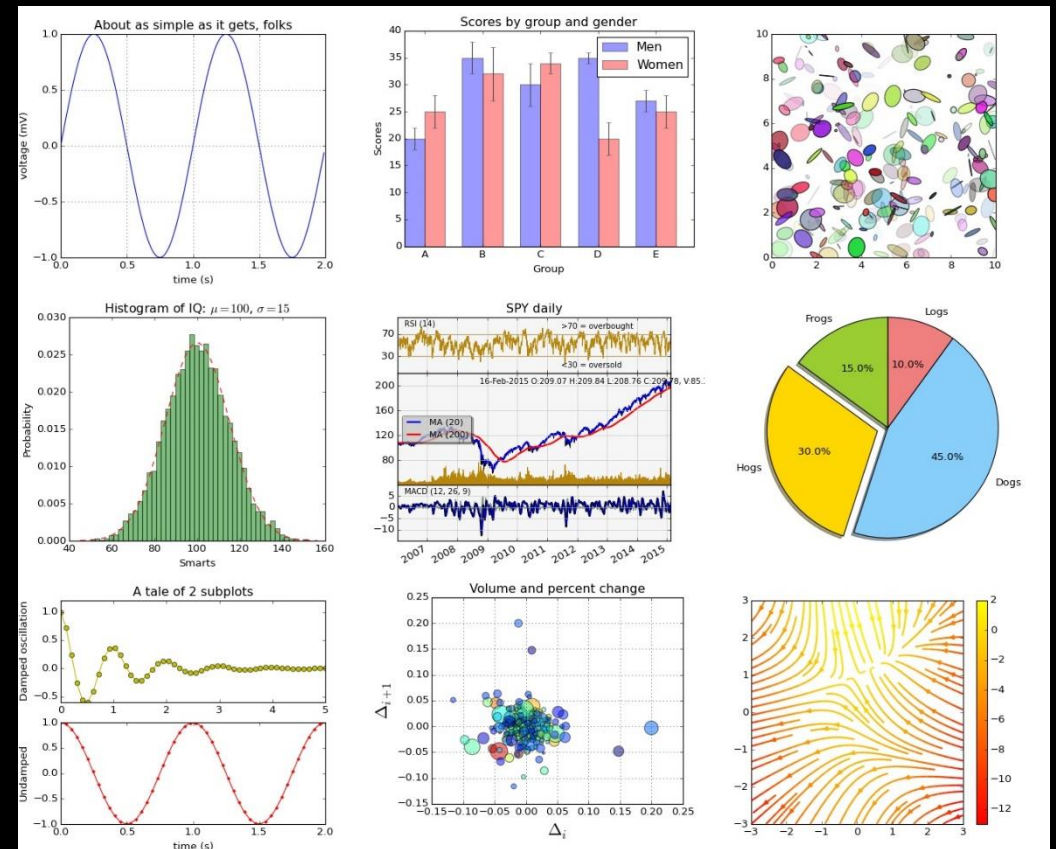 About as simple as it gets, folks
voltage (mV)
1.0
0.5
0.0
−0.5
−1.0
0.0 0.5 1.0 1.5 2.0
time (s)
Scores by group and gender
Scores
40
35
30
25
20
15
10
5
0
Men
Women
A B C D E
Group
10
8
6
4
2
0
0 2 4 6 8 10
Histogram of IQ: μ=100, σ=15
Probability
0.030
0.025
0.020
0.015
0.010
0.005
0.000
40 60 80 100 120 140 160
Smarts
SPY daily
RSI (14)
>70 = overbought
70
30
<30 = oversold
16-Feb-2015 O:209.07 H:209.84 L:208.76 C:209.78, V:85.
200
160
120
80
MA (20)
MA (200)
MACD (12, 26, 9)
5
0
−5
−10
2007 2008 2009 2010 2011 2012 2013 2014 2015
Frogs
Logs
15.0%
10.0%
30.0%
45.0%
Hogs
Dogs
A tale of 2 subplots
Damped oscillation
1.0
0.5
0.0
−0.5
0 1 2 3 4 5
Undamped
1.0
0.5
0.0
−0.5
−1.0
0.0 0.5 1.0 1.5 2.0
time (s)
Volume and percent change
Δi+1
0.25
0.20
0.15
0.10
0.05
0.00
−0.05
−0.10
−0.15
−0.15 −0.10 −0.05 0.00 0.05 0.10 0.15 0.20 0.25
Δi
3
2
1
0
−1
−2
−3
−3 −2 −1 0 1 2 3
2
0
−2
−4
−6
−8
−10
−12